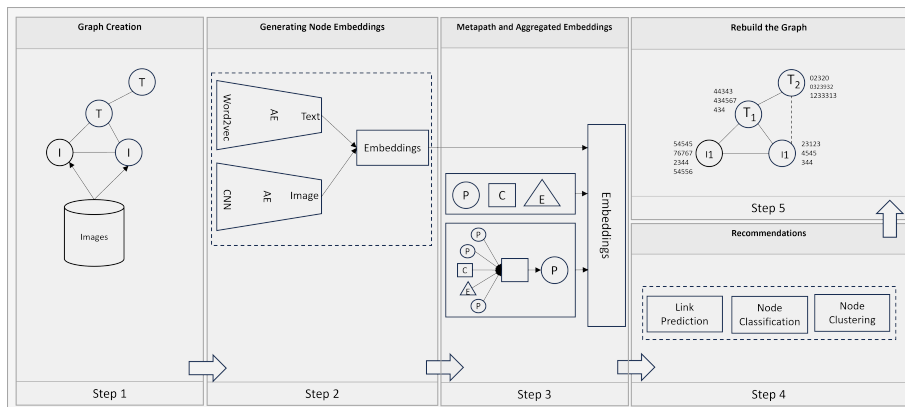 Graph Creation
T
T
I
I
Images
Step 1
Generating Node Embeddings
Word2vec
AE
Text
CNN
AE
Image
Embeddings
Step 2
Metapath and Aggregated Embeddings
P
C
E
P
P
C
E
P
P
Embeddings
Step 3
Rebuild the Graph
T2
02320
0323932
1233313
44343
434567
434
T1
54545
76767
2344
54556
I1
I1
23123
4545
344
Step 5
Recommendations
Link
Prediction
Node
Classification
Node
Clustering
Step 4